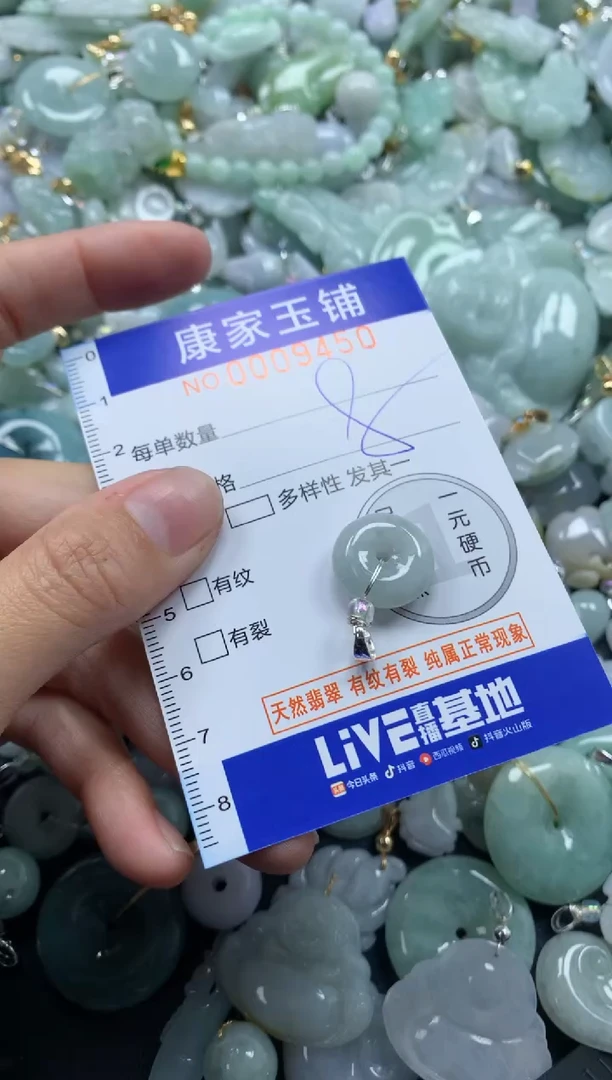 康家玉铺
NO 0009450
0
1
2 每单数量 8
格
多样性 发其一
一元硬币
有纹
5
有裂
6
天然翡翠 有纹有裂 纯属正常现象
7
LiVE直播基地
今日头条 抖音 西瓜视频 抖音火山版
8